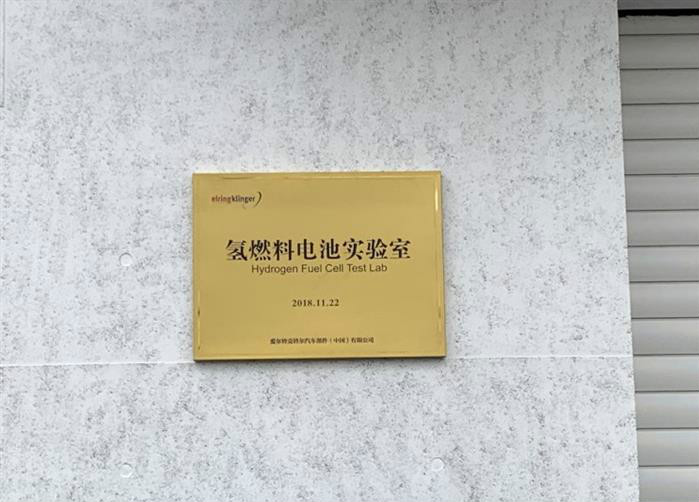 elringklinger
氢燃料电池实验室
Hydrogen Fuel Cell Test Lab
2018.11.22
爱尔铃克铃尔汽车部件（中国）有限公司